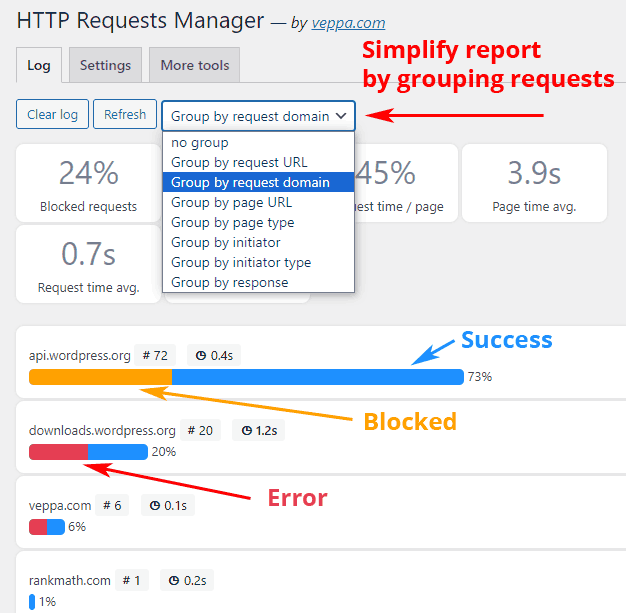 HTTP Requests Manager — by veppa.com
Simplify report
by grouping requests
Log
Settings
More tools
Clear log
Refresh
Group by request domain
no group
Group by request URL
Group by request domain
Group by page URL
Group by page type
Group by initiator
Group by initiator type
Group by response
24%
Blocked requests
45%
est time / page
3.9s
Page time avg.
0.7s
Request time avg.
Success
api.wordpress.org # 72 0.4s
73%
Blocked
downloads.wordpress.org # 20 1.2s
20%
Error
veppa.com # 6 0.1s
6%
rankmath.com # 1 0.2s
1%